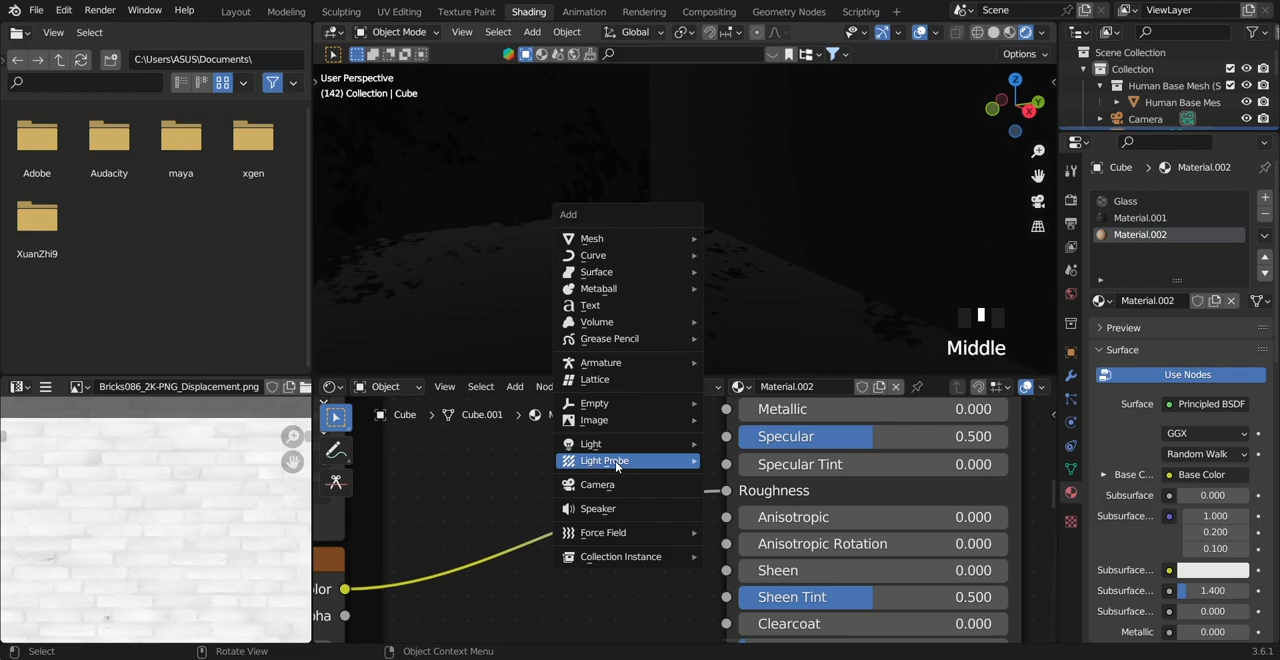 File Edit Render Window Help Layout Modeling Sculpting UV Editing Texture Paint Shading Animation Rendering Compositing Geometry Nodes Scripting + Scene ViewLayer
View Select
Object Mode View Select Add Object Global
C:\Users\ASUS\Documents\
Options
Adobe Audacity maya xgen
XuanZhi9
User Perspective
(142) Collection | Cube
Z
Y
X
Middle
Add
Mesh
Curve
Surface
Metaball
Text
Volume
Grease Pencil
Armature
Lattice
Empty
Image
Light
Light Probe
Camera
Speaker
Force Field
Collection Instance
Scene Collection
Collection
Human Base Mesh (S
Human Base Mes
Camera
Cube > Material.002
Glass
Material.001
Material.002
Material.002
Preview
Surface
Use Nodes
Surface Principled BSDF
GGX
Random Walk
Base C... Base Color
Subsurface 0.000
Subsurface... 1.000
0.200
0.100
Subsurface...
Subsurface... 1.400
Subsurface... 0.000
Metallic 0.000
Bricks086_2K-PNG_Displacement.png
Object View Select Add Nod Material.002
Cube > Cube.001 > M
Metallic 0.000
Specular 0.500
Specular Tint 0.000
Roughness
Anisotropic 0.000
Anisotropic Rotation 0.000
Sheen 0.000
Sheen Tint 0.500
Clearcoat 0.000
lor
ha
Select Rotate View Object Context Menu 3.6.1